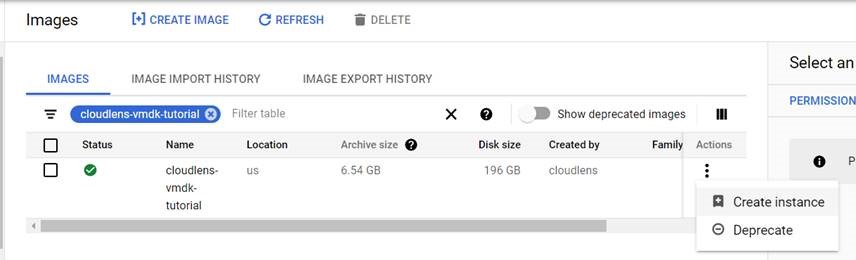 Images
CREATE IMAGE
REFRESH
DELETE
Select an
IMAGES
IMAGE IMPORT HISTORY
IMAGE EXPORT HISTORY
PERMISSION
cloudlens-vmdk-tutorial
Filter table
Show deprecated images
Status
Name
Location
Archive size
Disk size
Created by
Family
Actions
cloudlens-
vmdk-
tutorial
us
6.54 GB
196 GB
cloudlens
P
Create instance
Deprecate